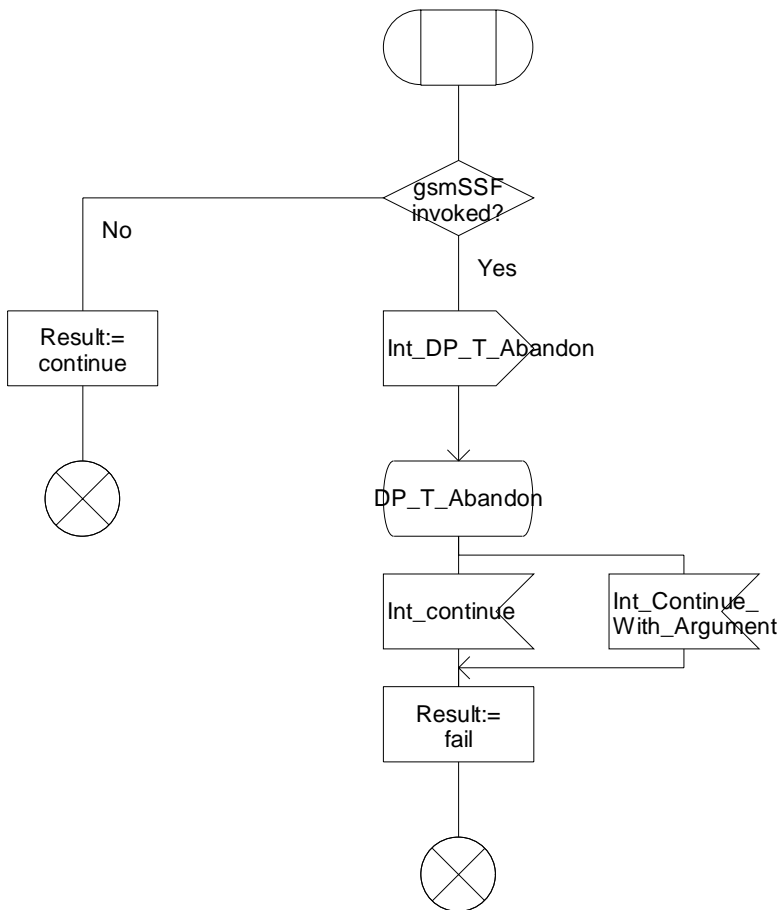 gsmSSF
invoked?
No
Yes
Result:=
continue
Int_DP_T_Abandon
DP_T_Abandon
Int_continue
Int_Continue_
With_Argument
Result:=
fail